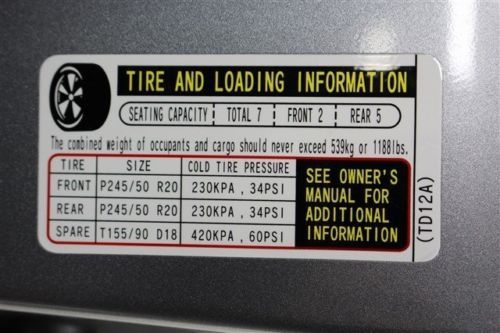 TIRE AND LOADING INFORMATION
SEATING CAPACITY TOTAL 7 FRONT 2 REAR 5
The combined weight of occupants and cargo should never exceed 539kg or 1188lbs.
TIRE SIZE COLD TIRE PRESSURE
FRONT P245/50 R20 230KPA , 34PSI
REAR P245/50 R20 230KPA , 34PSI
SPARE T155/90 D18 420KPA , 60PSI
SEE OWNER'S
MANUAL FOR
ADDITIONAL
INFORMATION
(TD12A)